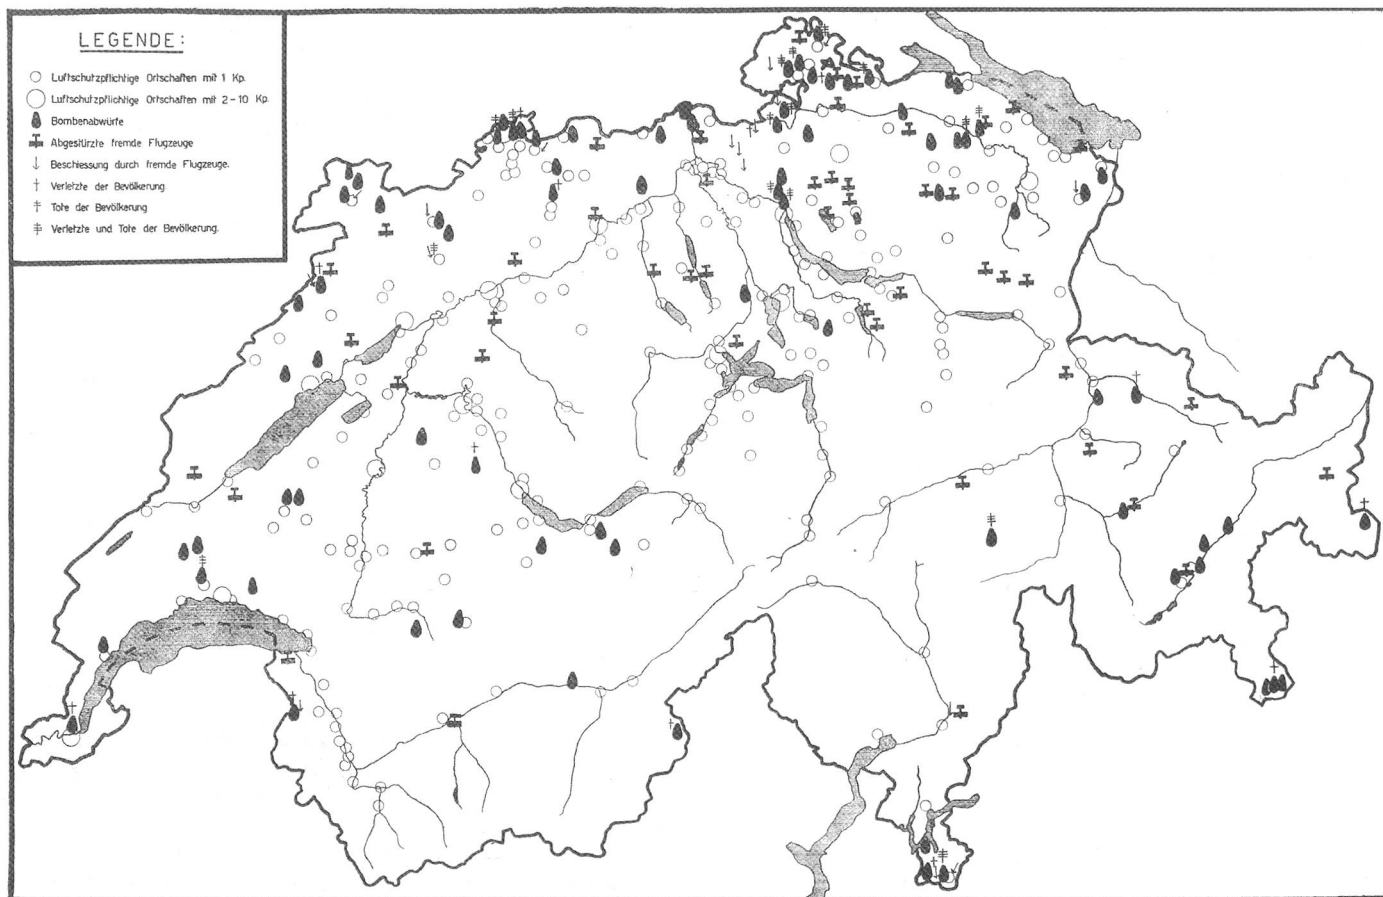 LEGENDE:
Luftschutzpflichtige Ortschaften mit 1 Kp.
Luftschutzpflichtige Ortschaften mit 2-10 Kp.
Bombenabwürfe
Abgestürzte fremde Flugzeuge
Beschiessung durch fremde Flugzeuge.
Verletzte der Bevölkerung
Tote der Bevölkerung
Verletzte und Tote der Bevölkerung.